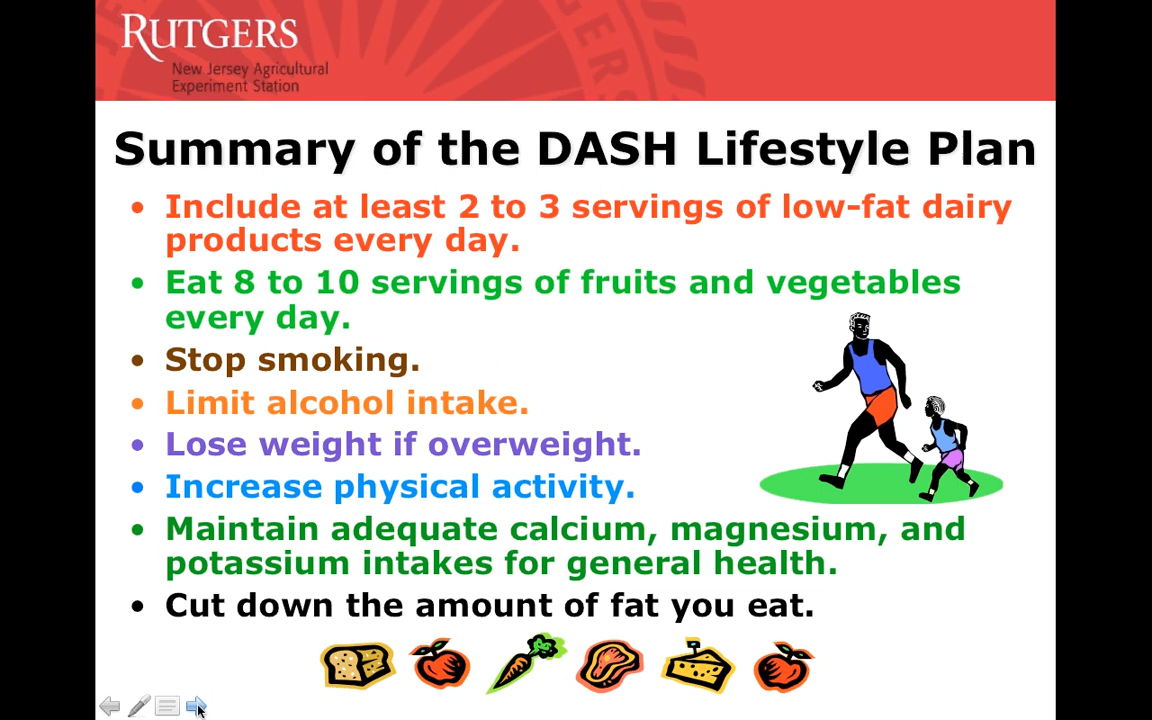 RUTGERS
New Jersey Agricultural
Experiment Station
Summary of the DASH Lifestyle Plan
• Include at least 2 to 3 servings of low-fat dairy
products every day.
• Eat 8 to 10 servings of fruits and vegetables
every day.
• Stop smoking.
• Limit alcohol intake.
• Lose weight if overweight.
• Increase physical activity.
• Maintain adequate calcium, magnesium, and
potassium intakes for general health.
• Cut down the amount of fat you eat.